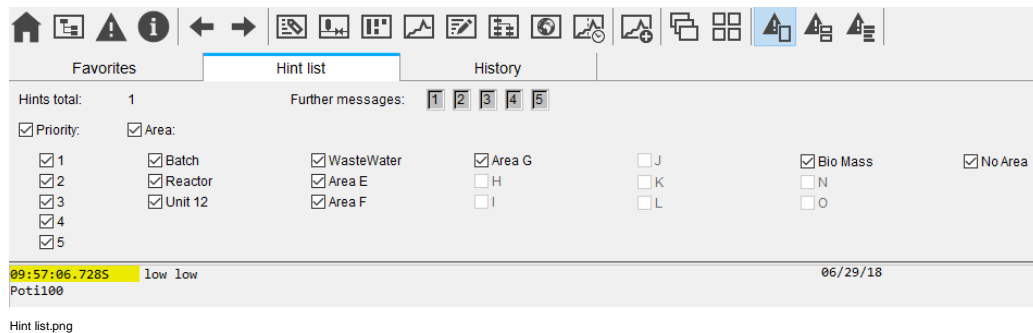 Favorites Hint list History
Hints total: 1 Further messages: 1 2 3 4 5
Priority: Area:
1 Batch WasteWater Area G J Bio Mass No Area
2 Reactor Area E H K N
3 Unit 12 Area F I L O
4
5
09:57:06.728S low low 06/29/18
Poti100
Hint list.png